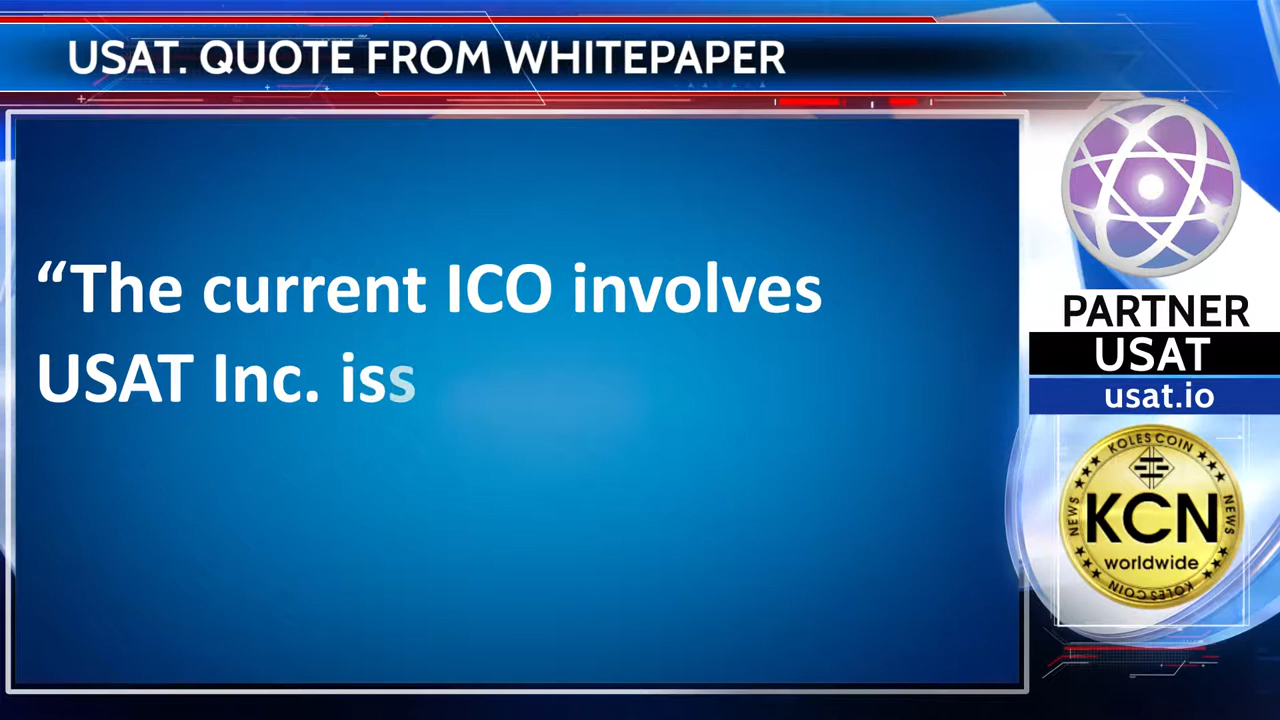 USAT. QUOTE FROM WHITEPAPER
“The current ICO involves
USAT Inc. iss
PARTNER
USAT
usat.io
KOLES COIN
NEWS
NEWS
KCN
worldwide
KOLES COIN